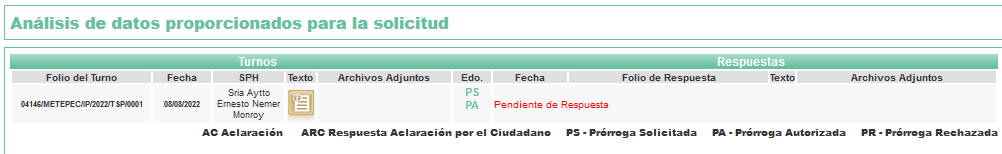 Análisis de datos proporcionados para la solicitud
Turnos Respuestas
Folio del Turno Fecha SPH Texto Archivos Adjuntos Edo. Fecha Folio de Respuesta Texto Archivos Adjuntos
04146/METEPEC/IP/2022/TSP/0001 08/08/2022 Sria Aytto Ernesto Nemer Monroy PS PA Pendiente de Respuesta
AC Aclaración ARC Respuesta Aclaración por el Ciudadano PS - Prórroga Solicitada PA - Prórroga Autorizada PR - Prórroga Rechazada